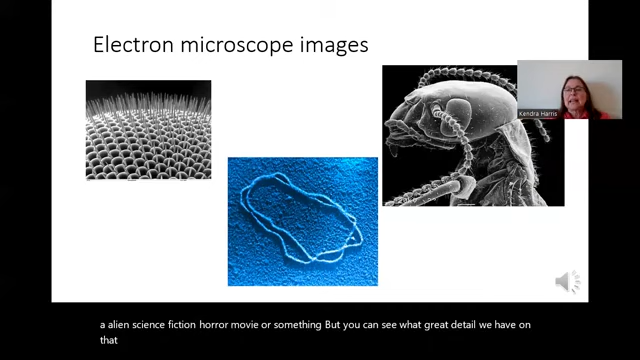 Electron microscope images
Kendra Harris
a alien science fiction horror movie or something But you can see what great detail we have on
that